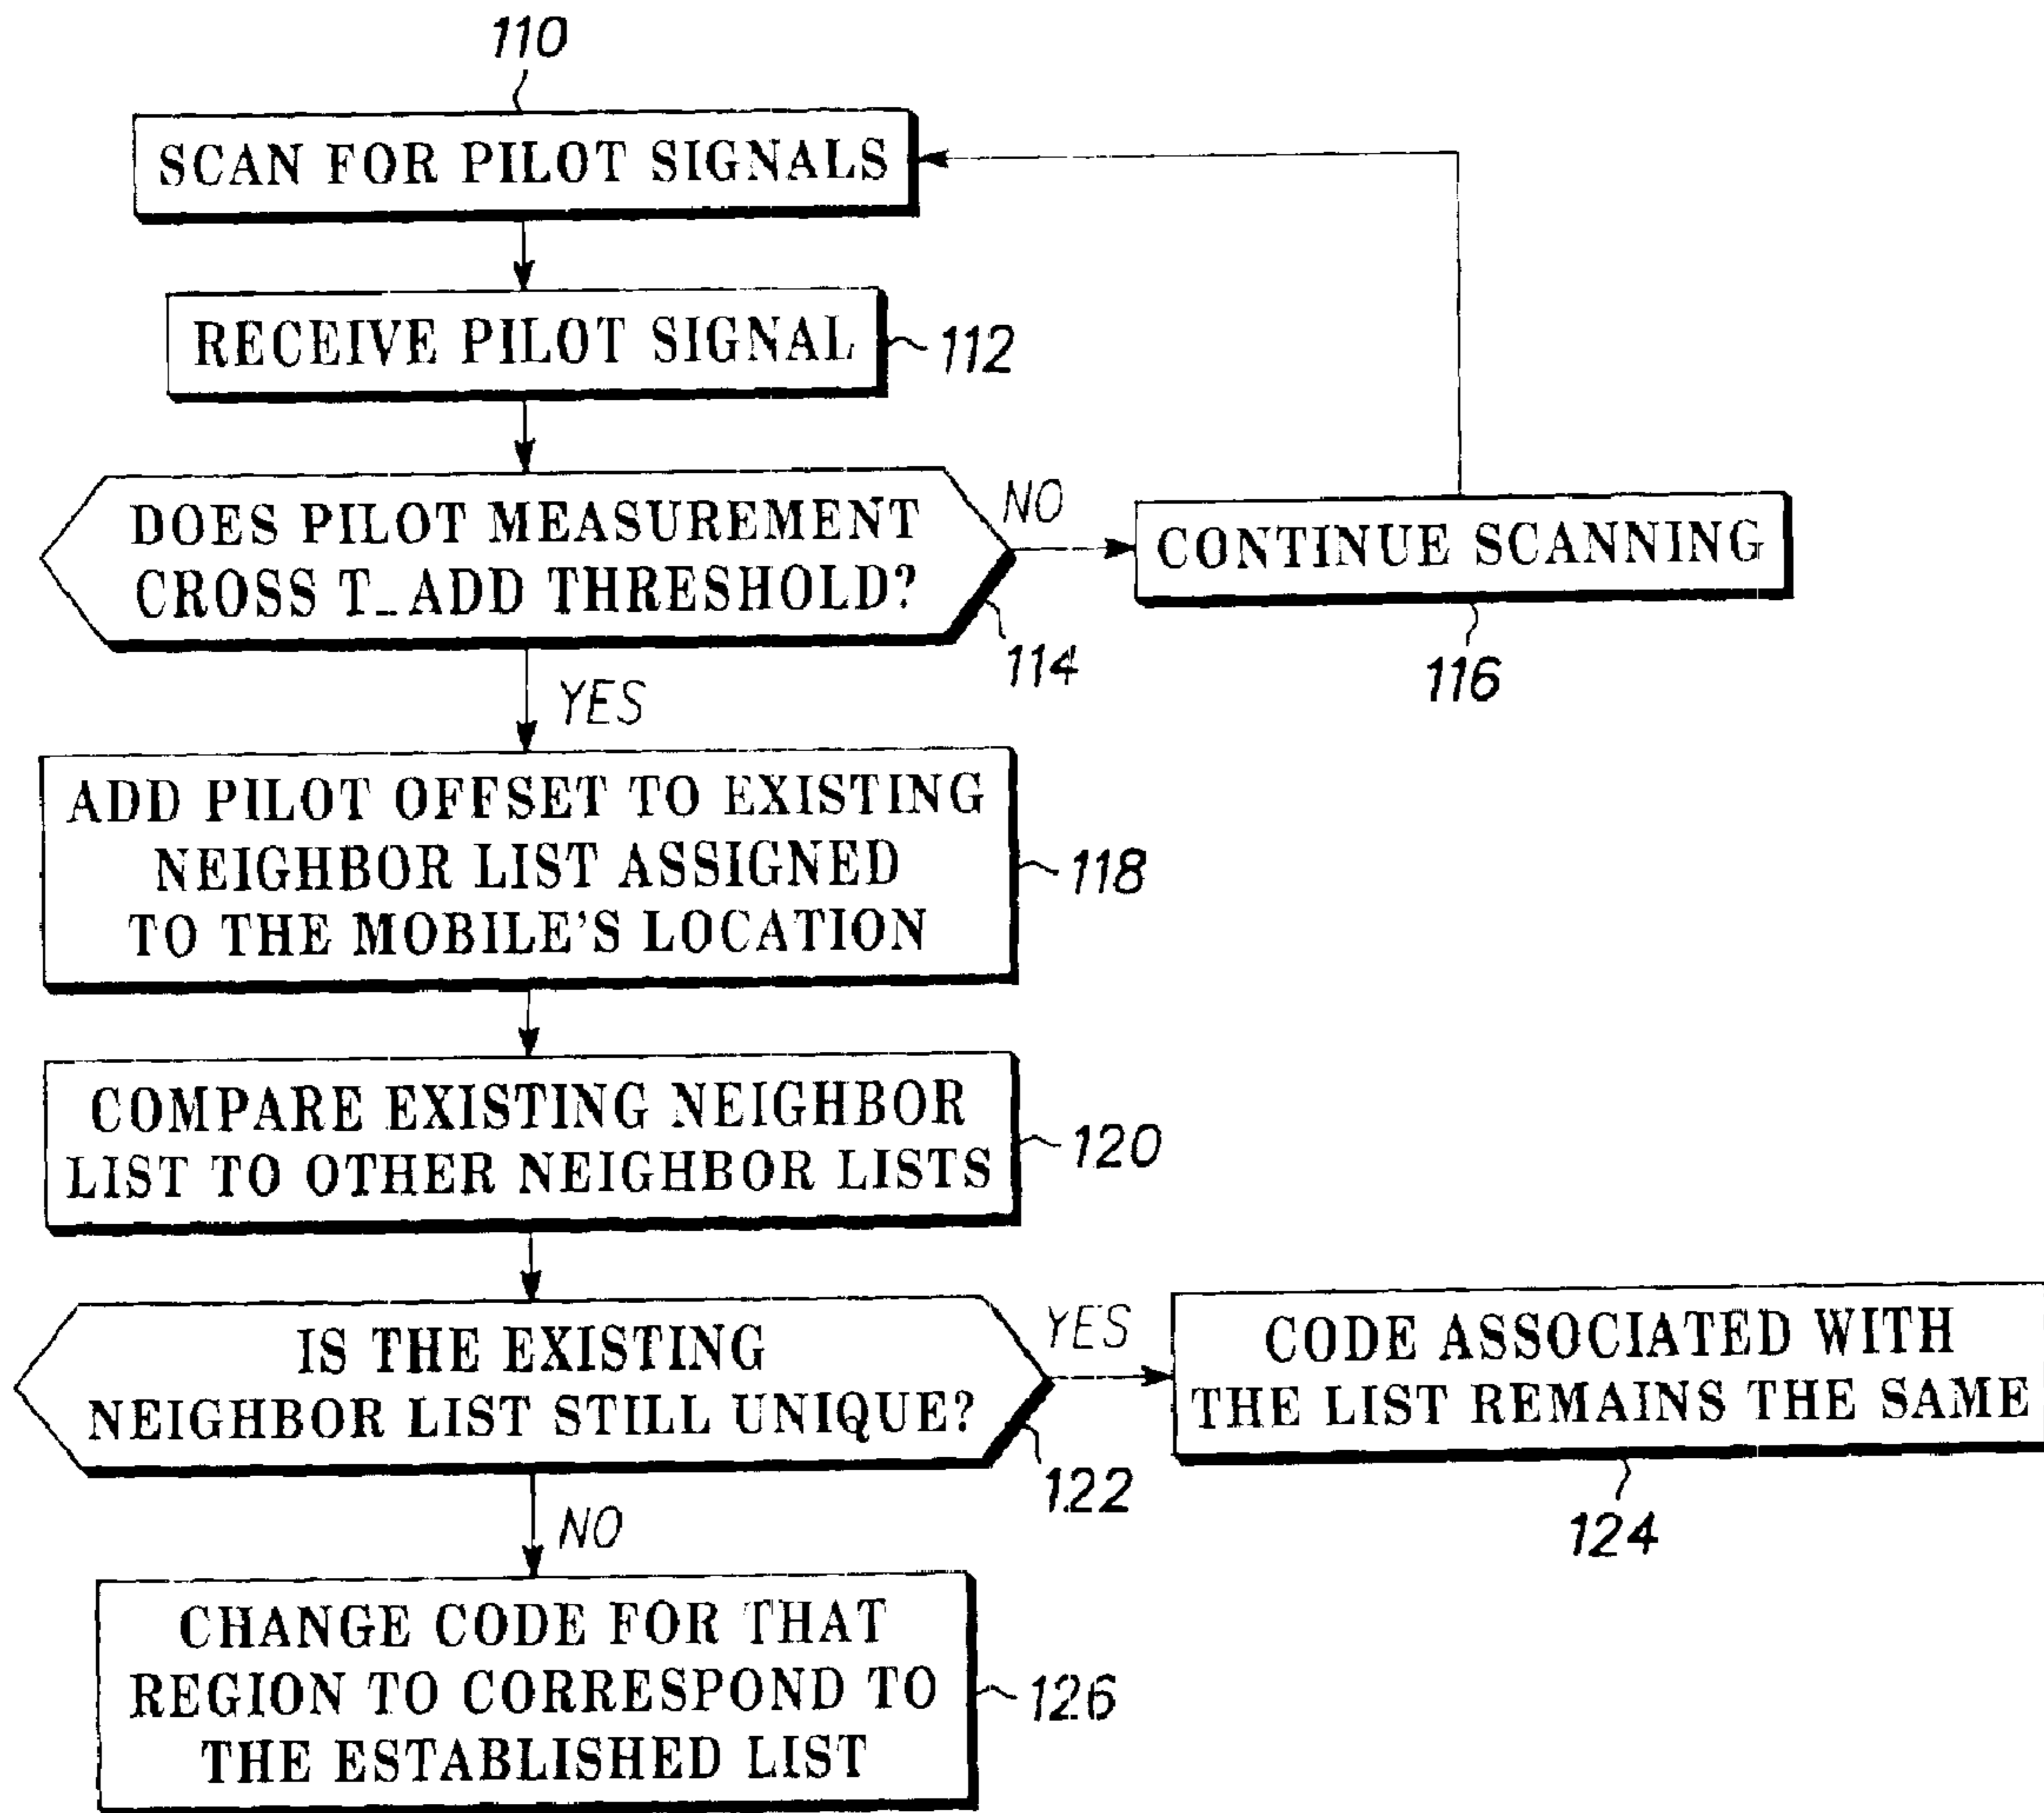 110
SCAN FOR PILOT SIGNALS
RECEIVE PILOT SIGNAL
112
DOES PILOT MEASUREMENT
CROSS T_ADD THRESHOLD?
114
NO
CONTINUE SCANNING
116
YES
ADD PILOT OFFSET TO EXISTING
NEIGHBOR LIST ASSIGNED
TO THE MOBILE'S LOCATION
118
COMPARE EXISTING NEIGHBOR
LIST TO OTHER NEIGHBOR LISTS
120
IS THE EXISTING
NEIGHBOR LIST STILL UNIQUE?
122
YES
CODE ASSOCIATED WITH
THE LIST REMAINS THE SAME
124
NO
CHANGE CODE FOR THAT
REGION TO CORRESPOND TO
THE ESTABLISHED LIST
126